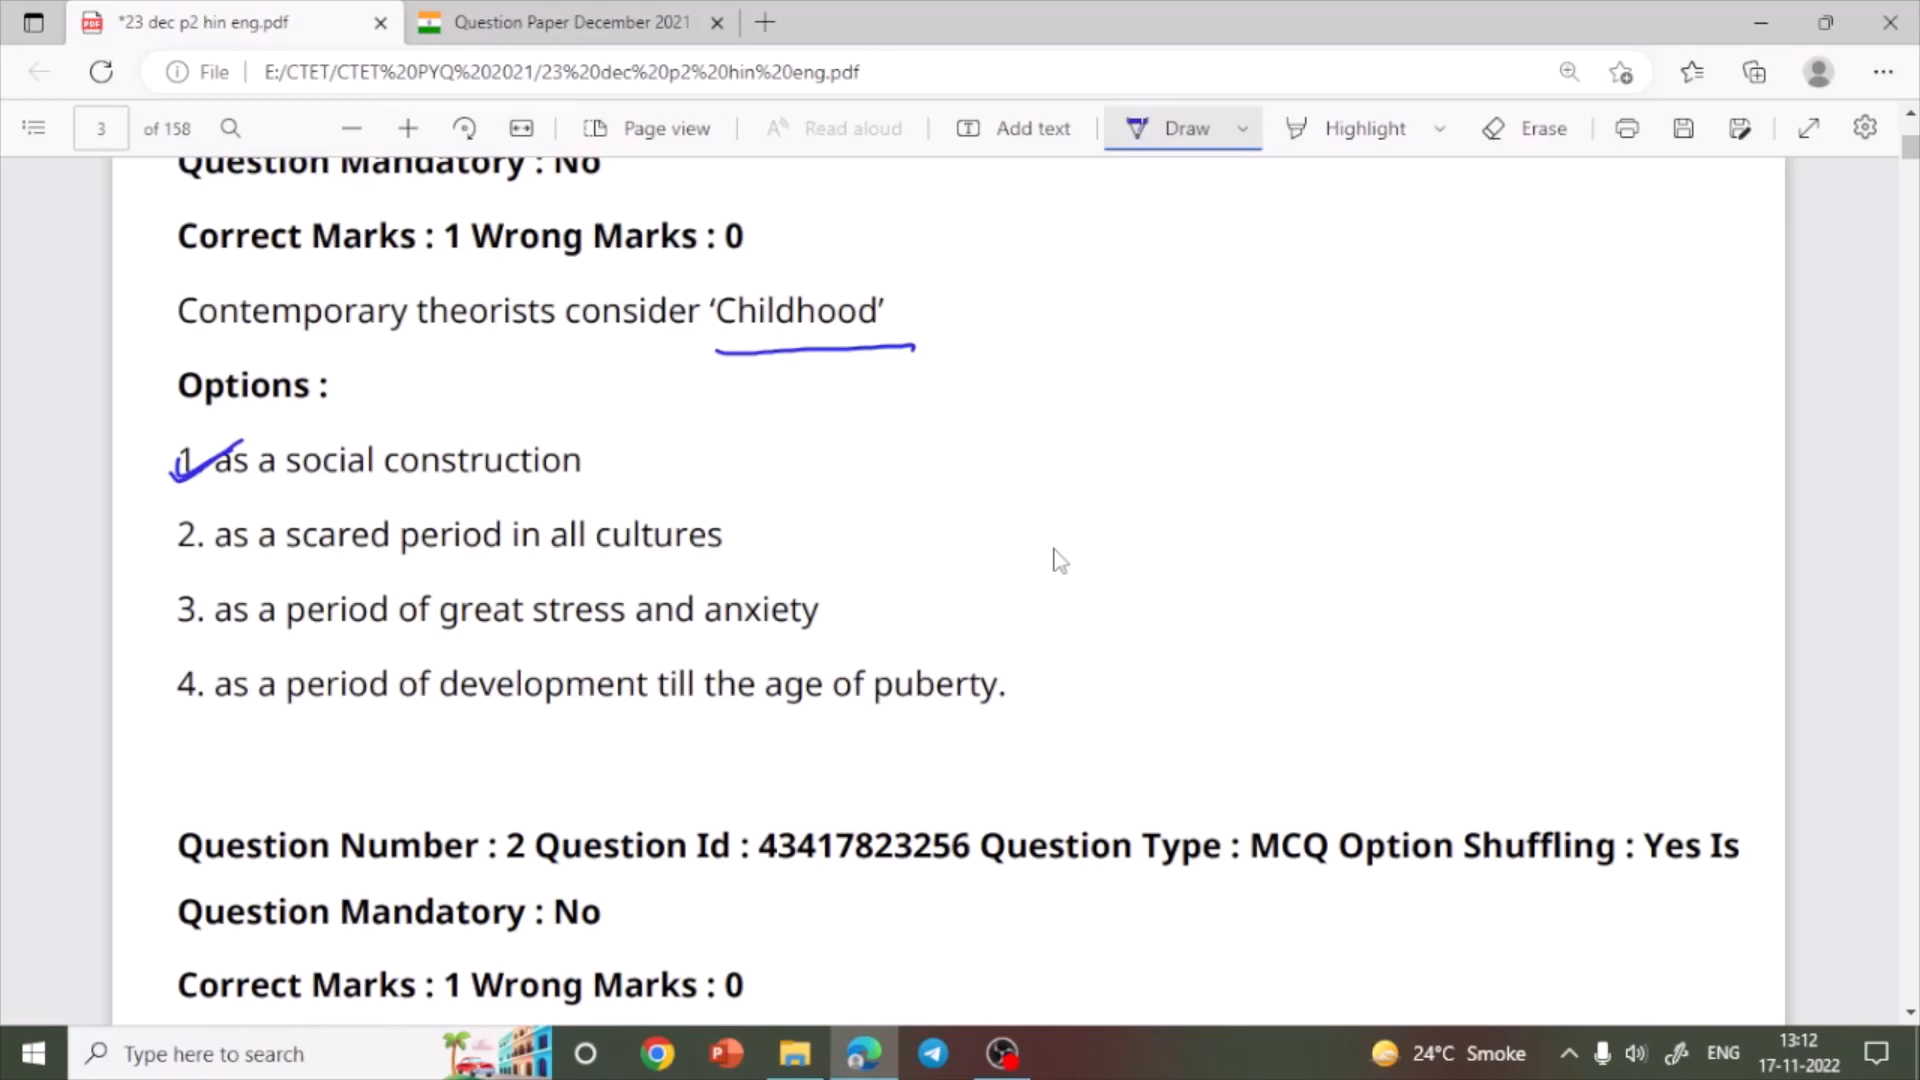 *23 dec p2 hin eng.pdf
Question Paper December 2021
File
E:/CTET/CTET%20PYQ%202021/23%20dec%20p2%20hin%20eng.pdf
3 of 158
Page view
Read aloud
Add text
Draw
Highlight
Erase
Question Mandatory : No
Correct Marks : 1 Wrong Marks : 0
Contemporary theorists consider ‘Childhood’
Options :
1. as a social construction
2. as a scared period in all cultures
3. as a period of great stress and anxiety
4. as a period of development till the age of puberty.
Question Number : 2 Question Id : 43417823256 Question Type : MCQ Option Shuffling : Yes Is
Question Mandatory : No
Correct Marks : 1 Wrong Marks : 0
Type here to search
24°C Smoke
ENG
13:12
17-11-2022